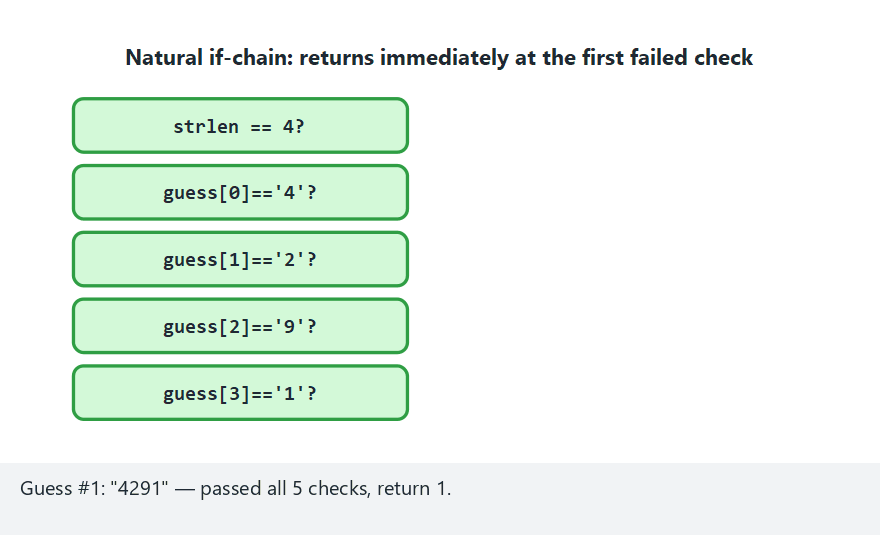 Natural if-chain: returns immediately at the first failed check
strlen == 4?
guess[0]=='4'?
guess[1]=='2'?
guess[2]=='9'?
guess[3]=='1'?
Guess #1: "4291" — passed all 5 checks, return 1.